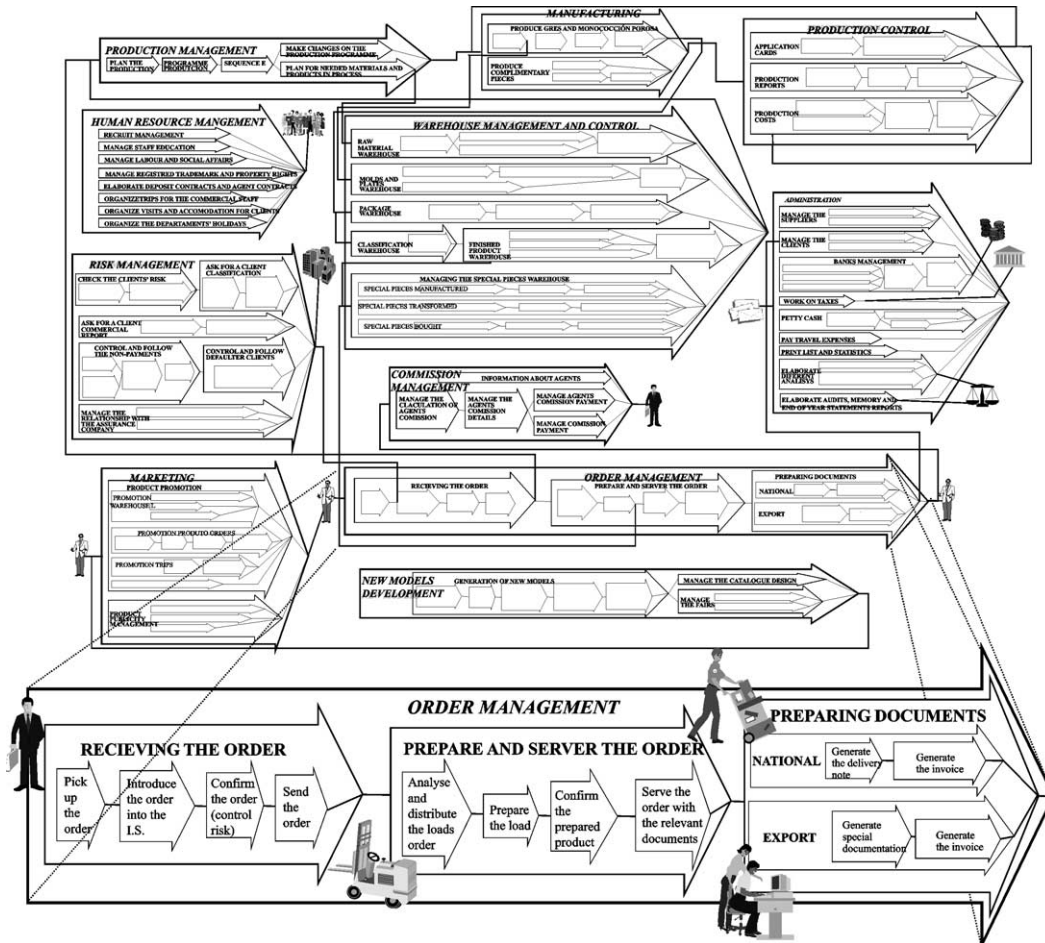 PRODUCTION MANAGEMENT
PLAN THE
PRODUCTION
PROGRAMME
PRODUTCION
SEQUENCE E
MAKE CHANGES ON THE
PRODUCTION PROGRAMME
PLAN FOR NEEDED MATERIALS AND
PRODUCTS IN PROCESS
MANUFACTURING
PRODUCE GRES AND MONOCOCCIÓN POROSA
PRODUCE
COMPLIMENTARY
PIECES
PRODUCTION CONTROL
APPLICATION
CARDS
PRODUCTION
REPORTS
PRODUCTION
COSTS
HUMAN RESOURCE MANGEMENT
RECRUIT MANAGEMENT
MANAGE STAFF EDUCATION
MANAGE LABOUR AND SOCIAL AFFAIRS
MANAGE REGISTRED TRADEMARK AND PROPERTY RIGHTS
ELABORATE DEPOSIT CONTRACTS AND AGENT CONTRACTS
ORGANIZETRIPS FOR THE COMMERCIAL STAFF
ORGANIZE VISITS AND ACCOMODATION FOR CLIENTS
ORGANIZE THE DEPARTAMENTS' HOLIDAYS
WAREHOUSE MANAGEMENT AND CONTROL
RAW
MATERIAL
WAREHOUSE
MOLDS AND
PLATES WAREHOUSE
PACKAGE
WAREHOUSE
CLASSIFICATION
WAREHOUSE
FINISHED
PRODUCT
WAREHOUSE
MANAGING THE SPECIAL PIECES WAREHOUSE
SPECIAL PIECES MANUFACTURED
SPECIAL PIECES TRANSFORMED
SPECIAL PIECES BOUGHT
ADMINISTRATION
MANAGE THE
SUPPLIERS
MANAGE THE
CLIENTS
BANKS MANAGEMENT
WORK ON TAXES
PETTY CASH
PAY TRAVEL EXPENSES
PRINT LIST AND STATISTICS
ELABORATE
DIFERENT
ANALISYS
ELABORATE AUDITS, MEMORY AND
END OF YEAR STATEMENTS REPORTS
RISK MANAGEMENT
CHECK THE CLIENTS' RISK
ASK FOR A CLIENT
CLASSIFICATION
ASK FOR A CLIENT
COMMERCIAL
REPORT
CONTROL AND FOLLOW
THE NON-PAYMENTS
CONTROL AND FOLLOW
DEFAULTER CLIENTS
MANAGE THE
RELATIONSHIP WITH
THE ASSURANCE
COMPANY
COMMISSION
MANAGEMENT
INFORMATION ABOUT AGENTS
MANAGE THE
CLACULATION OF
AGENTS
COMISSION
MANAGE THE
AGENTS
COMISSION
DETAILS
MANAGE AGENTS
COMISSION PAYMENT
MANAGE COMISSION
PAYMENT
MARKETING
PRODUCT PROMOTION
PROMOTION
WAREHOUSE L
PROMOTION PRODUTO ORDERS
PROMOTION TRIPS
PRODUCT
PUBLICITY
MANAGEMENT
ORDER MANAGEMENT
RECIEVING THE ORDER
PREPARE AND SERVER THE ORDER
PREPARING DOCUMENTS
NATIONAL
EXPORT
NEW MODELS
DEVELOPMENT
GENERATION OF NEW MODELS
MANAGE THE CATALOGUE DESIGN
MANAGE
THE FAIRS
ORDER MANAGEMENT
RECIEVING THE ORDER
Pick
up
the
order
Introduce
the order
into the
I.S.
Confirm
the order
(control
risk)
Send
the
order
PREPARE AND SERVER THE ORDER
Analyse
and
distribute
the loads
order
Prepare
the load
Confirm
the
prepared
product
Serve the
order with
the relevant
documents
PREPARING DOCUMENTS
NATIONAL
Generate
the delivery
note
Generate
the invoice
EXPORT
Generate
special
documentation
Generate
the invoice